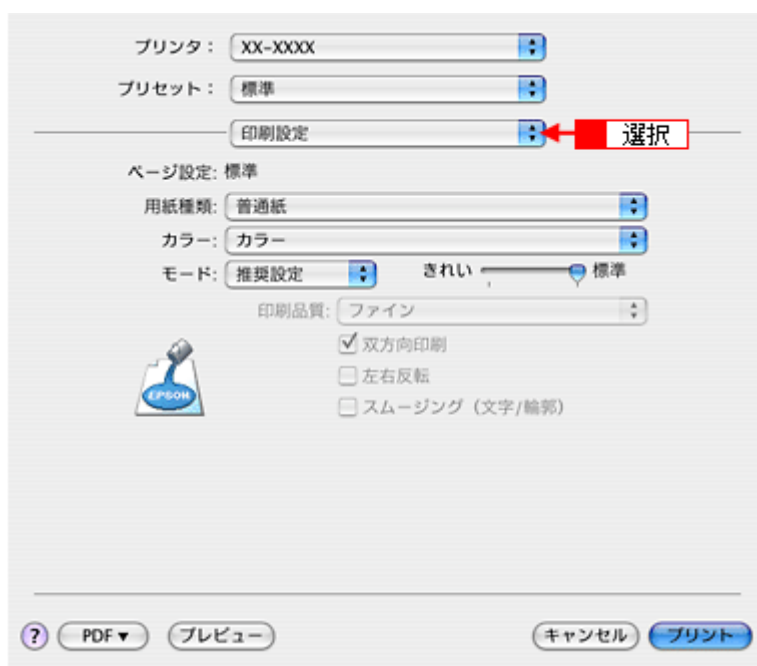 プリンタ： XX-XXXX
プリセット： 標準
印刷設定 選択
ページ設定: 標準
用紙種類: 普通紙
カラー: カラー
モード: 推奨設定 きれい 標準
印刷品質: ファイン
双方向印刷
左右反転
EPSON
スムージング（文字/輪郭）
? PDF▼ プレビュー キャンセル プリント